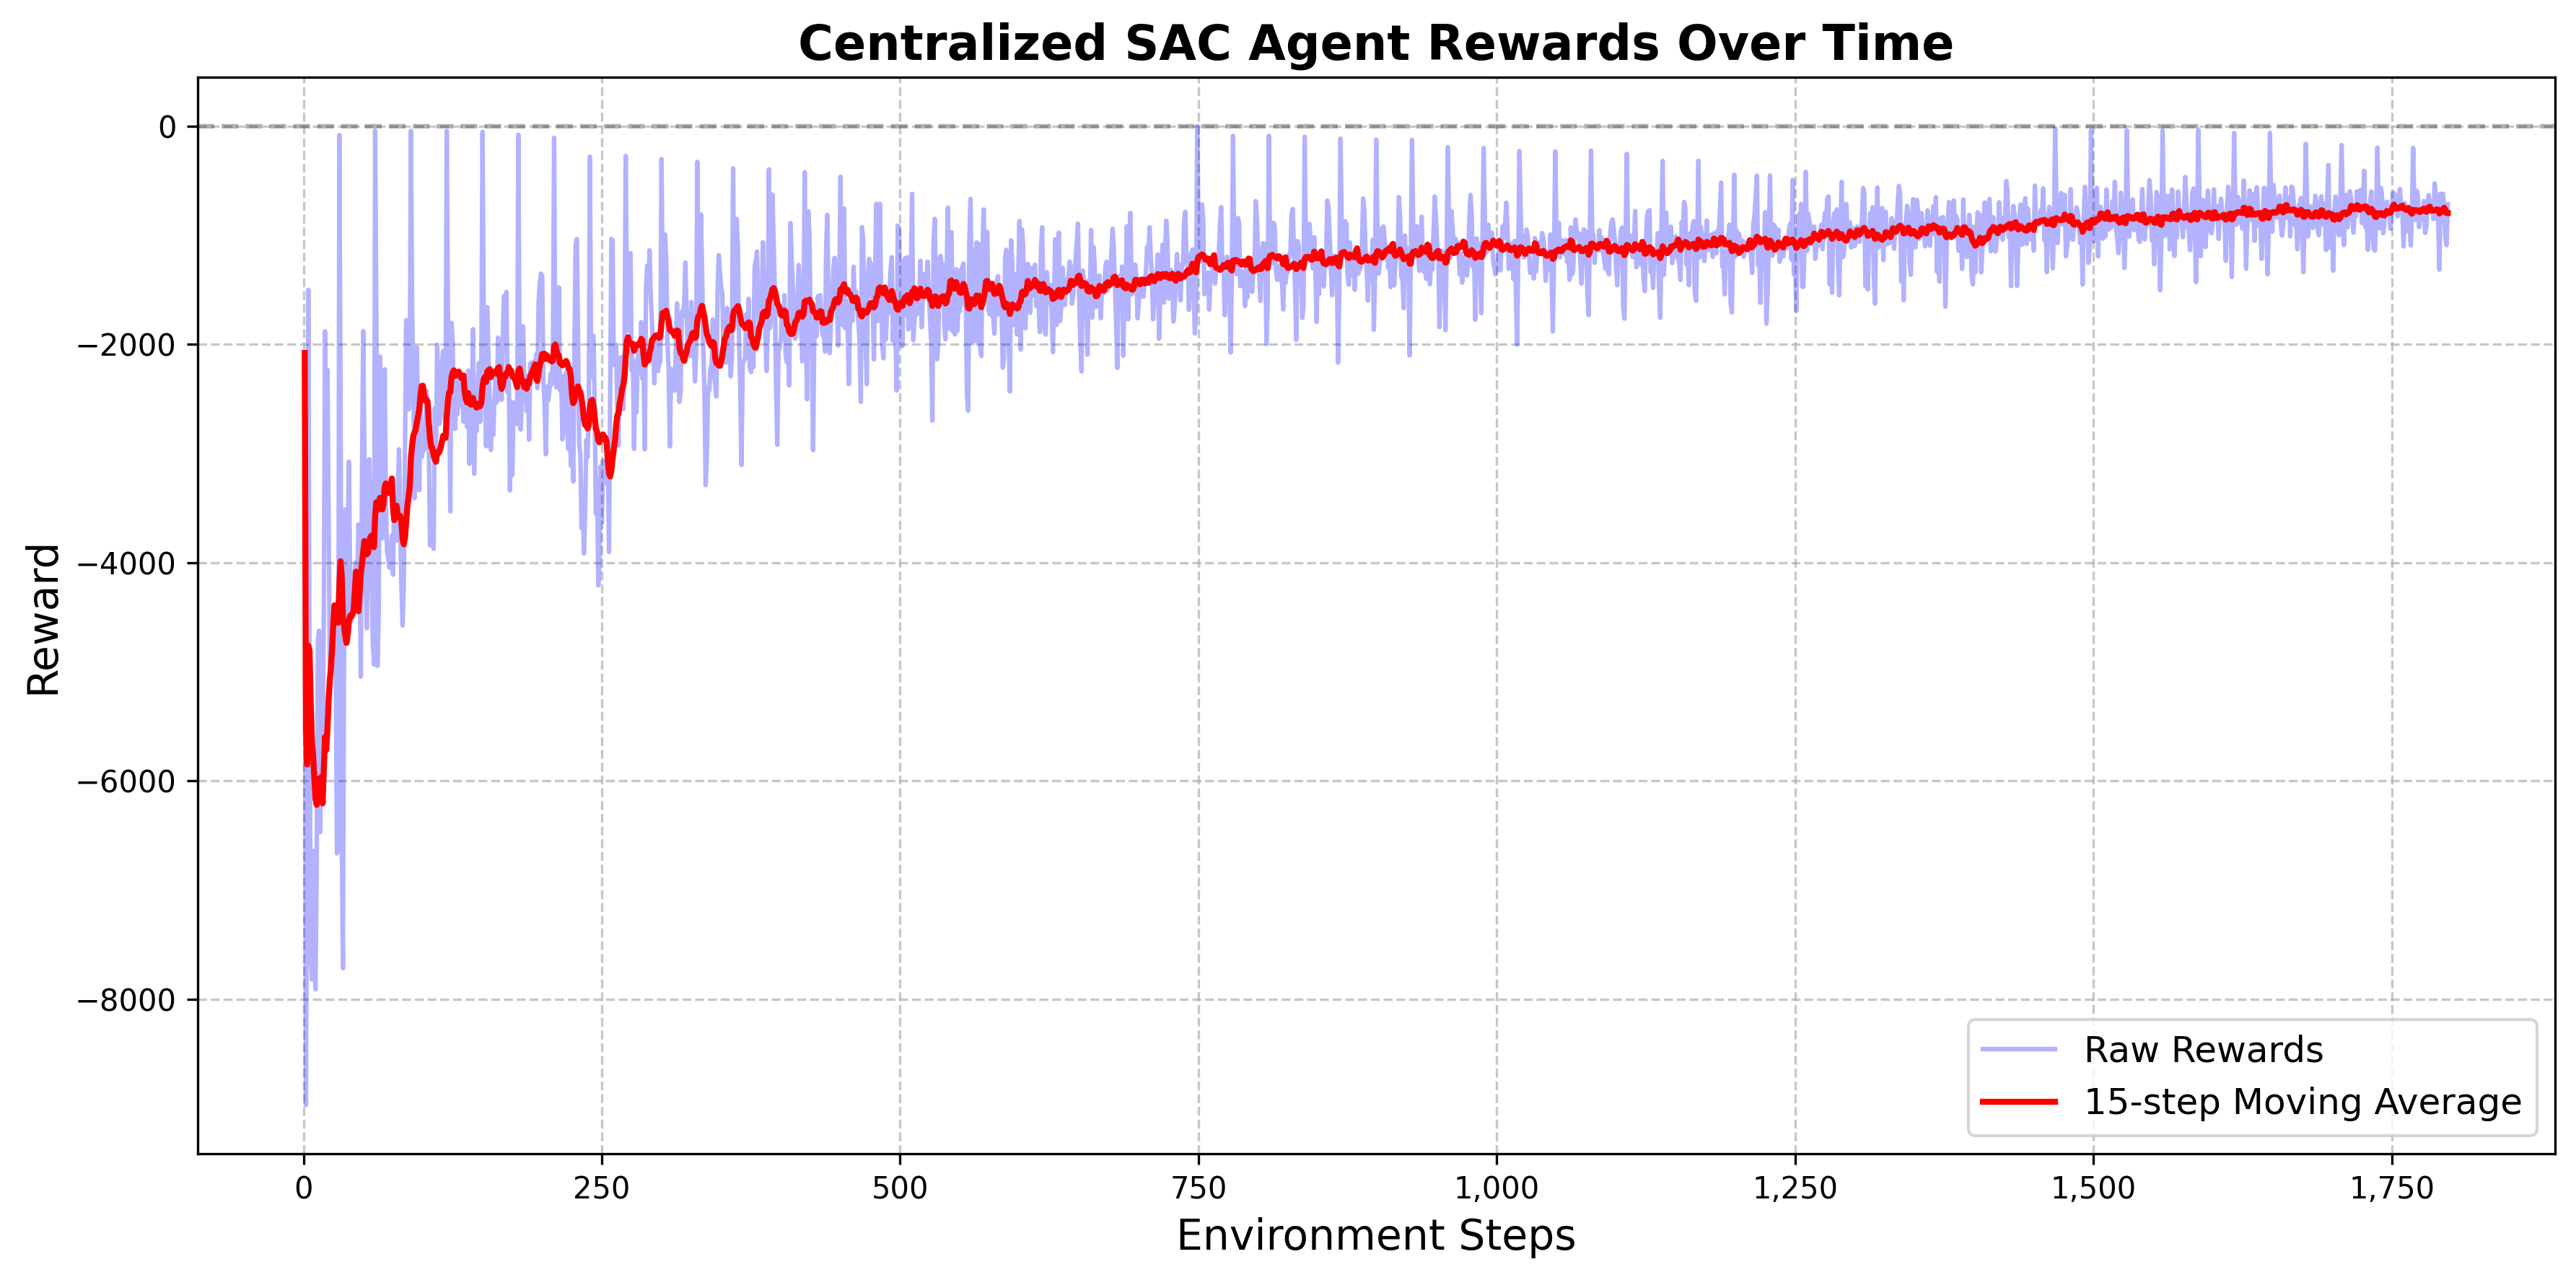 Centralized SAC Agent Rewards Over Time
0
−2000
−4000
−6000
−8000
Reward
0
250
500
750
1,000
1,250
1,500
1,750
Environment Steps
Raw Rewards
15-step Moving Average